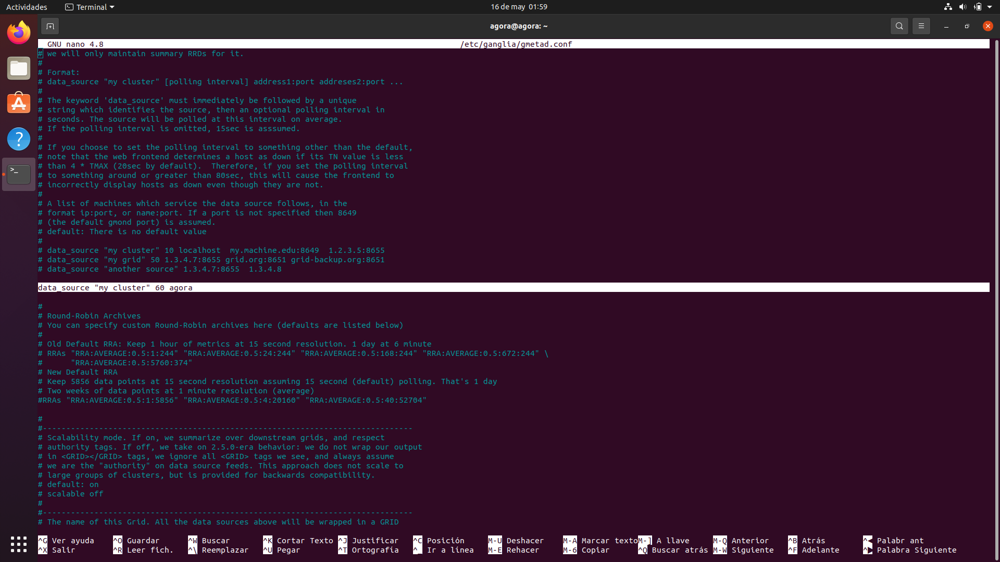 Actividades
Terminal
16 de may 01:59
agora@agora: ~
GNU nano 4.8 /etc/ganglia/gmetad.conf
# we will only maintain summary RRDs for it.
#
# Format:
# data_source "my cluster" [polling interval] address1:port addreses2:port ...
#
# The keyword 'data_source' must immediately be followed by a unique
# string which identifies the source, then an optional polling interval in
# seconds. The source will be polled at this interval on average.
# If the polling interval is omitted, 15sec is asssumed.
#
# If you choose to set the polling interval to something other than the default,
# note that the web frontend determines a host as down if its TN value is less
# than 4 * TMAX (20sec by default).  Therefore, if you set the polling interval
# to something around or greater than 80sec, this will cause the frontend to
# incorrectly display hosts as down even though they are not.
#
# A list of machines which service the data source follows, in the
# format ip:port, or name:port. If a port is not specified then 8649
# (the default gmond port) is assumed.
# default: There is no default value
#
# data_source "my cluster" 10 localhost  my.machine.edu:8649  1.2.3.5:8655
# data_source "my grid" 50 1.3.4.7:8655 grid.org:8651 grid-backup.org:8651
# data_source "another source" 1.3.4.7:8655  1.3.4.8
data_source "my cluster" 60 agora
#
# Round-Robin Archives
# You can specify custom Round-Robin archives here (defaults are listed below)
#
# Old Default RRA: Keep 1 hour of metrics at 15 second resolution. 1 day at 6 minute
# RRAs "RRA:AVERAGE:0.5:1:244" "RRA:AVERAGE:0.5:24:244" "RRA:AVERAGE:0.5:168:244" "RRA:AVERAGE:0.5:672:244" \
#      "RRA:AVERAGE:0.5:5760:374"
# New Default RRA
# Keep 5856 data points at 15 second resolution assuming 15 second (default) polling. That's 1 day
# Two weeks of data points at 1 minute resolution (average)
#RRAs "RRA:AVERAGE:0.5:1:5856" "RRA:AVERAGE:0.5:4:20160" "RRA:AVERAGE:0.5:40:52704"
#
#-------------------------------------------------------------------------------
# Scalability mode. If on, we summarize over downstream grids, and respect
# authority tags. If off, we take on 2.5.0-era behavior: we do not wrap our output
# in <GRID></GRID> tags, we ignore all <GRID> tags we see, and always assume
# we are the "authority" on data source feeds. This approach does not scale to
# large groups of clusters, but is provided for backwards compatibility.
# default: on
# scalable off
#
#-------------------------------------------------------------------------------
# The name of this Grid. All the data sources above will be wrapped in a GRID
^G Ver ayuda ^O Guardar ^W Buscar ^K Cortar Texto ^J Justificar ^C Posición M-U Deshacer M-A Marcar texto M-] A llave M-Q Anterior ^B Atrás ^◀ Palabr ant
^X Salir ^R Leer fich. ^\ Reemplazar ^U Pegar ^T Ortografía ^_ Ir a línea M-E Rehacer M-6 Copiar ^Q Buscar atrás M-W Siguiente ^F Adelante ^▶ Palabra Siguiente